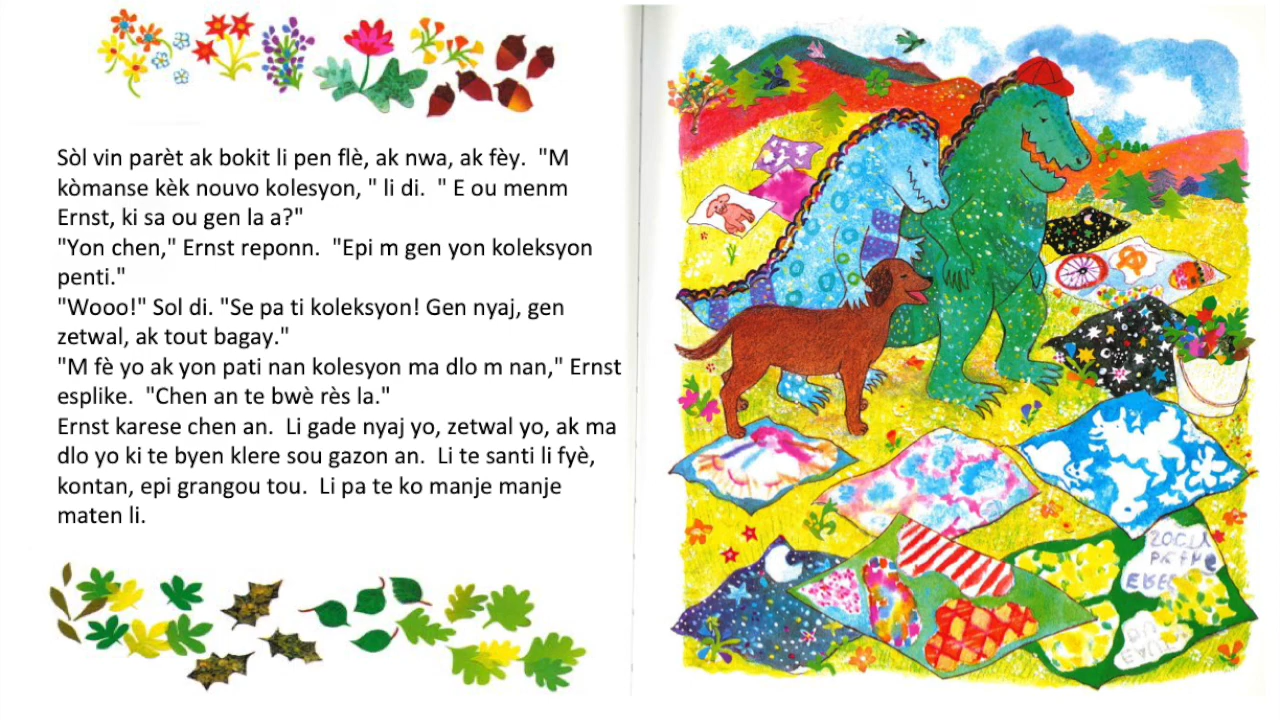 Sòl vin parèt ak bokit li pen flè, ak nwa, ak fèy.  "M
kòmanse kèk nouvo kolesyon, " li di.  " E ou menm
Ernst, ki sa ou gen la a?"
"Yon chen," Ernst reponn.  "Epi m gen yon koleksyon
penti."
"Wooo!" Sol di. "Se pa ti koleksyon! Gen nyaj, gen
zetwal, ak tout bagay."
"M fè yo ak yon pati nan kolesyon ma dlo m nan," Ernst
esplike.  "Chen an te bwè rès la."
Ernst karese chen an.  Li gade nyaj yo, zetwal yo, ak ma
dlo yo ki te byen klere sou gazon an.  Li te santi li fyè,
kontan, epi grangou tou.  Li pa te ko manje manje
maten li.